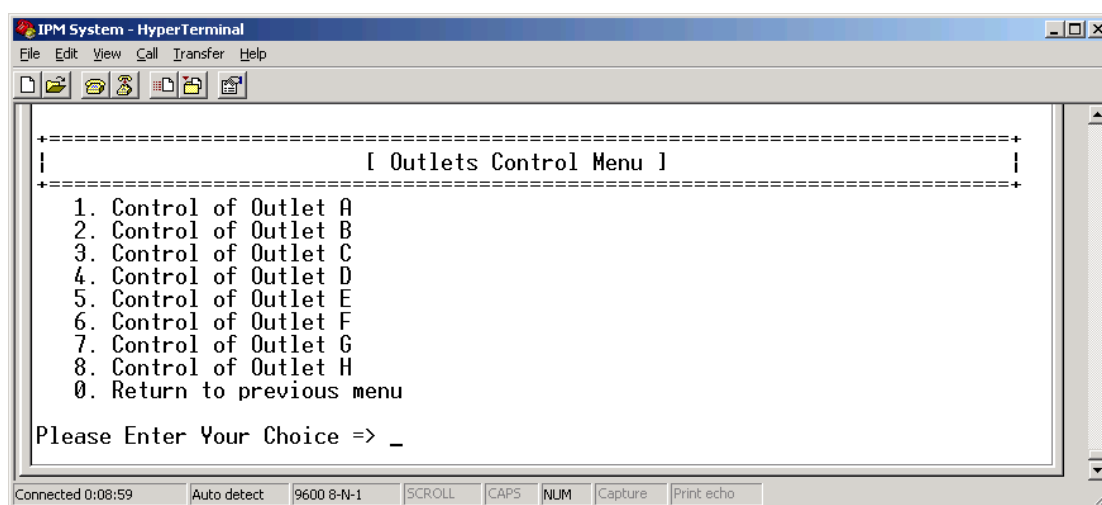 IPM System - HyperTerminal
File Edit View Call Transfer Help
+============================================================================+
¦ [ Outlets Control Menu ] ¦
+============================================================================+
1. Control of Outlet A
2. Control of Outlet B
3. Control of Outlet C
4. Control of Outlet D
5. Control of Outlet E
6. Control of Outlet F
7. Control of Outlet G
8. Control of Outlet H
0. Return to previous menu
Please Enter Your Choice => _
Connected 0:08:59 Auto detect 9600 8-N-1 SCROLL CAPS NUM Capture Print echo